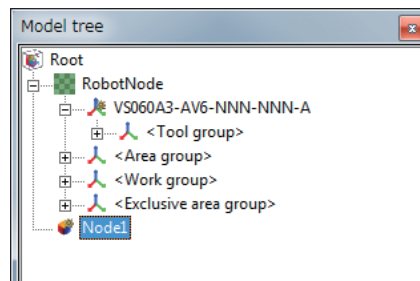 Model tree
Root
RobotNode
VS060A3-AV6-NNN-NNN-A
<Tool group>
<Area group>
<Work group>
<Exclusive area group>
Node1